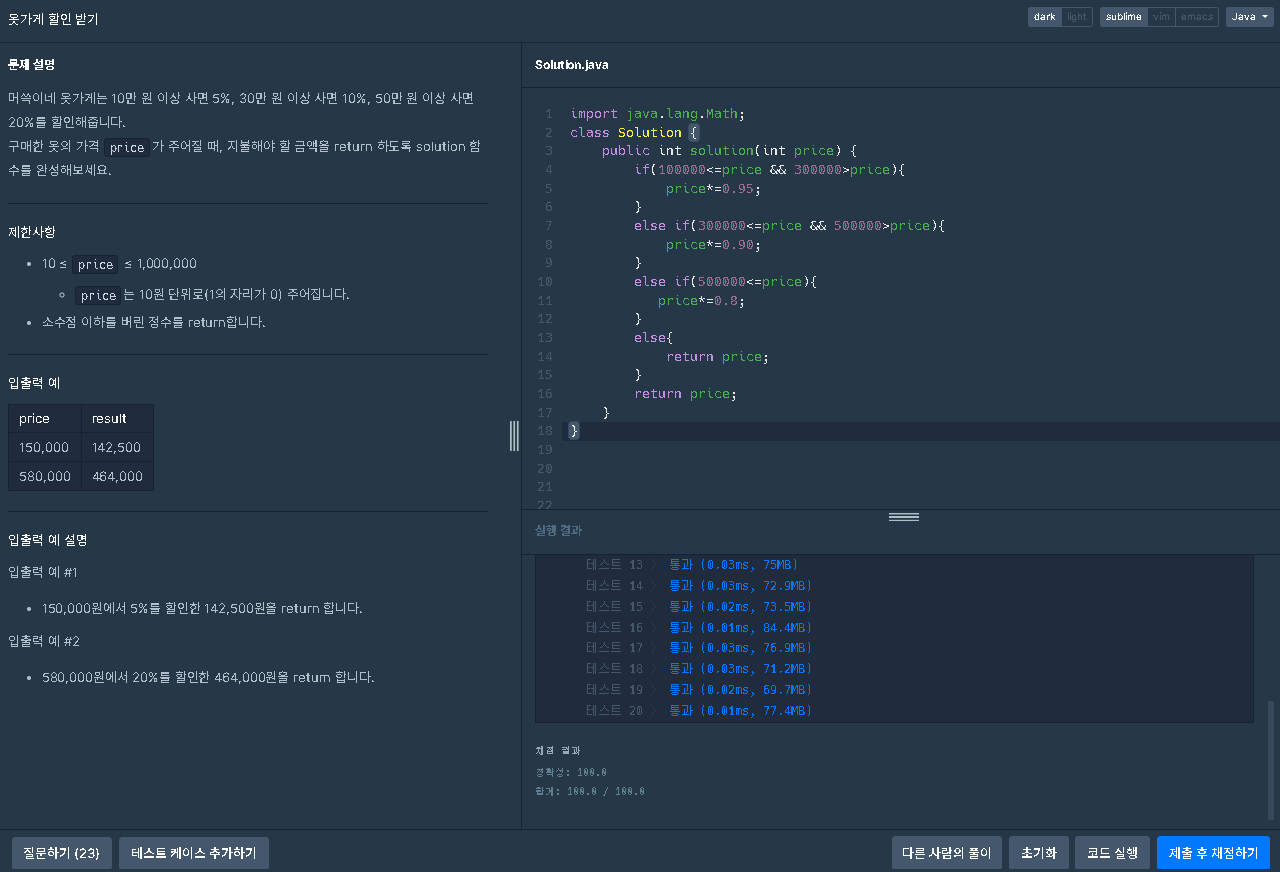 옷가게 할인 받기
dark light sublime vim emacs Java
문제 설명
머쓱이네 옷가게는 10만 원 이상 사면 5%, 30만 원 이상 사면 10%, 50만 원 이상 사면
20%를 할인해줍니다.
구매한 옷의 가격 price 가 주어질 때, 지불해야 할 금액을 return 하도록 solution 함
수를 완성해보세요.
제한사항
• 10 ≤ price ≤ 1,000,000
◦ price 는 10원 단위로(1의 자리가 0) 주어집니다.
• 소수점 이하를 버린 정수를 return합니다.
입출력 예
price result
150,000 142,500
580,000 464,000
입출력 예 설명
입출력 예 #1
• 150,000원에서 5%를 할인한 142,500원을 return 합니다.
입출력 예 #2
• 580,000원에서 20%를 할인한 464,000원을 return 합니다.
Solution.java
1 import java.lang.Math;
2 class Solution {
3 public int solution(int price) {
4 if(100000<=price && 300000>price){
5 price*=0.95;
6 }
7 else if(300000<=price && 500000>price){
8 price*=0.90;
9 }
10 else if(500000<=price){
11 price*=0.8;
12 }
13 else{
14 return price;
15 }
16 return price;
17 }
18 }
19
20
21
22
실행 결과
테스트 13 〉 통과 (0.03ms, 75MB)
테스트 14 〉 통과 (0.03ms, 72.9MB)
테스트 15 〉 통과 (0.02ms, 73.5MB)
테스트 16 〉 통과 (0.01ms, 84.4MB)
테스트 17 〉 통과 (0.03ms, 76.9MB)
테스트 18 〉 통과 (0.03ms, 71.2MB)
테스트 19 〉 통과 (0.02ms, 69.7MB)
테스트 20 〉 통과 (0.01ms, 77.4MB)
채점 결과
정확성: 100.0
합계: 100.0 / 100.0
질문하기 (23) 테스트 케이스 추가하기 다른 사람의 풀이 초기화 코드 실행 제출 후 채점하기